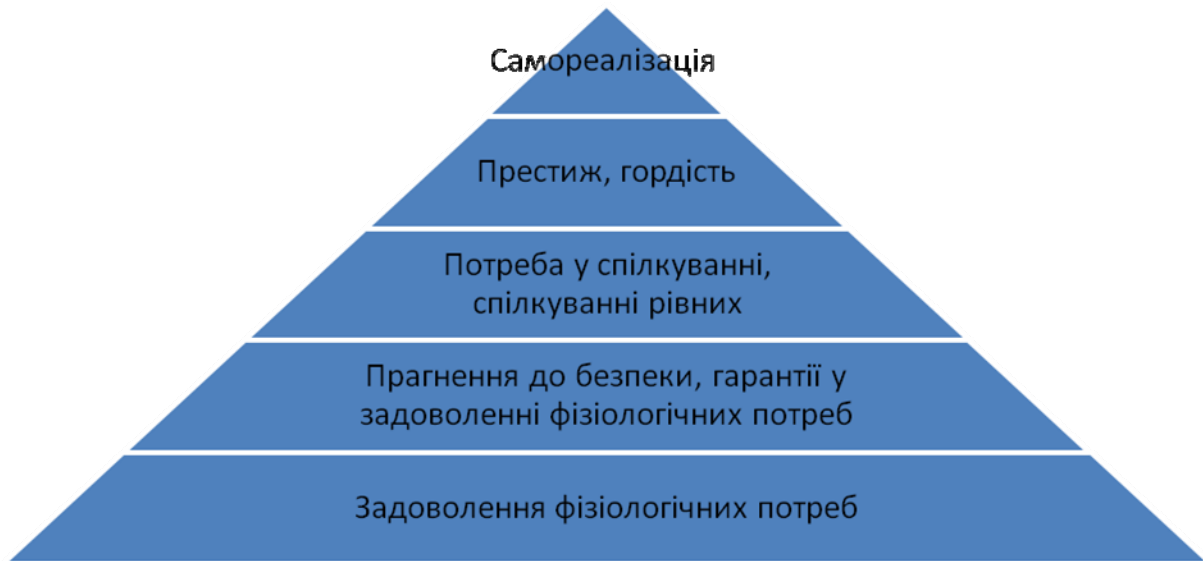 Самореалізація
Престиж, гордість
Потреба у спілкуванні,
спілкуванні рівних
Прагнення до безпеки, гарантії у
задоволенні фізіологічних потреб
Задоволення фізіологічних потреб